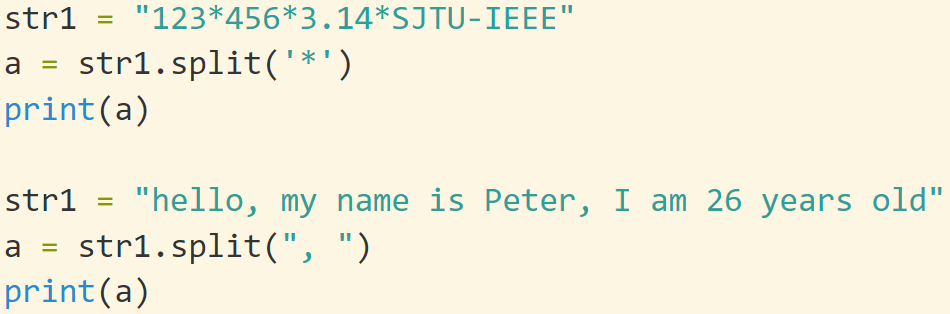 str1 = "123*456*3.14*SJTU-IEEE"
a = str1.split('*')
print(a)
str1 = "hello, my name is Peter, I am 26 years old"
a = str1.split(", ")
print(a)